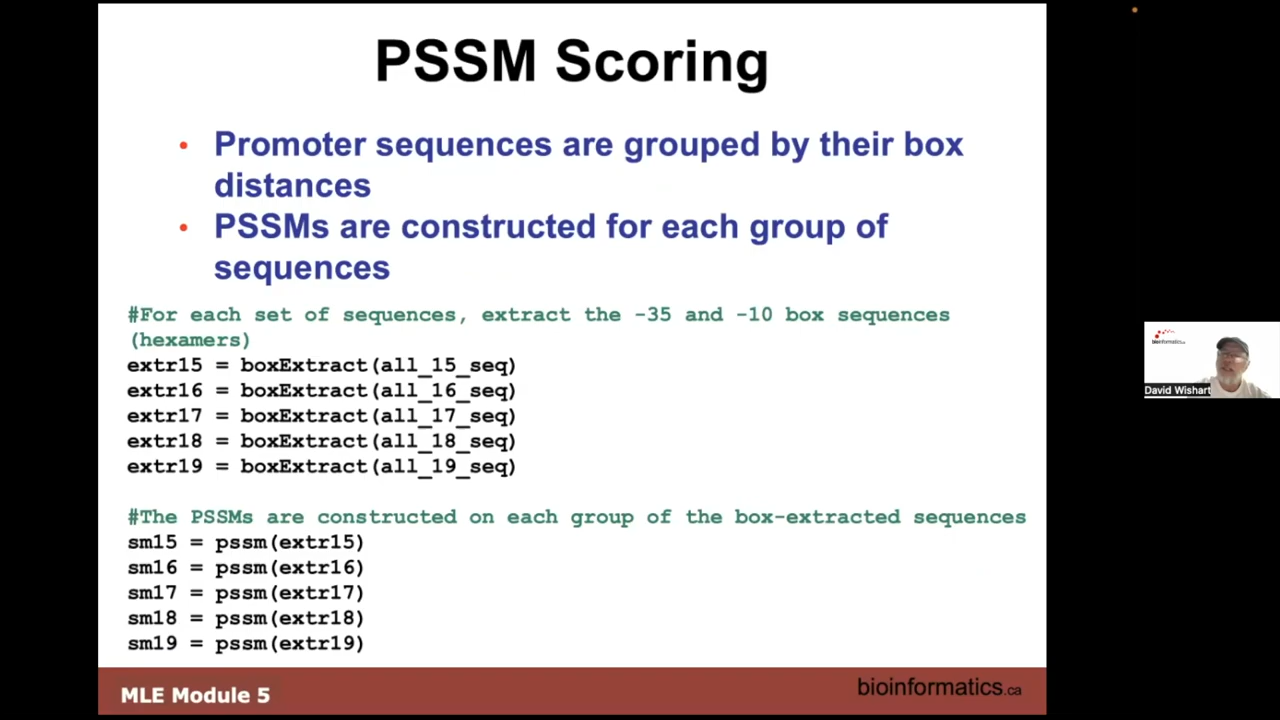 PSSM Scoring
• Promoter sequences are grouped by their box
distances
• PSSMs are constructed for each group of
sequences
#For each set of sequences, extract the -35 and -10 box sequences
(hexamers)
extr15 = boxExtract(all_15_seq)
extr16 = boxExtract(all_16_seq)
extr17 = boxExtract(all_17_seq)
extr18 = boxExtract(all_18_seq)
extr19 = boxExtract(all_19_seq)
#The PSSMs are constructed on each group of the box-extracted sequences
sm15 = pssm(extr15)
sm16 = pssm(extr16)
sm17 = pssm(extr17)
sm18 = pssm(extr18)
sm19 = pssm(extr19)
MLE Module 5
bioinformatics.ca
bioinformatics.ca
David Wishart